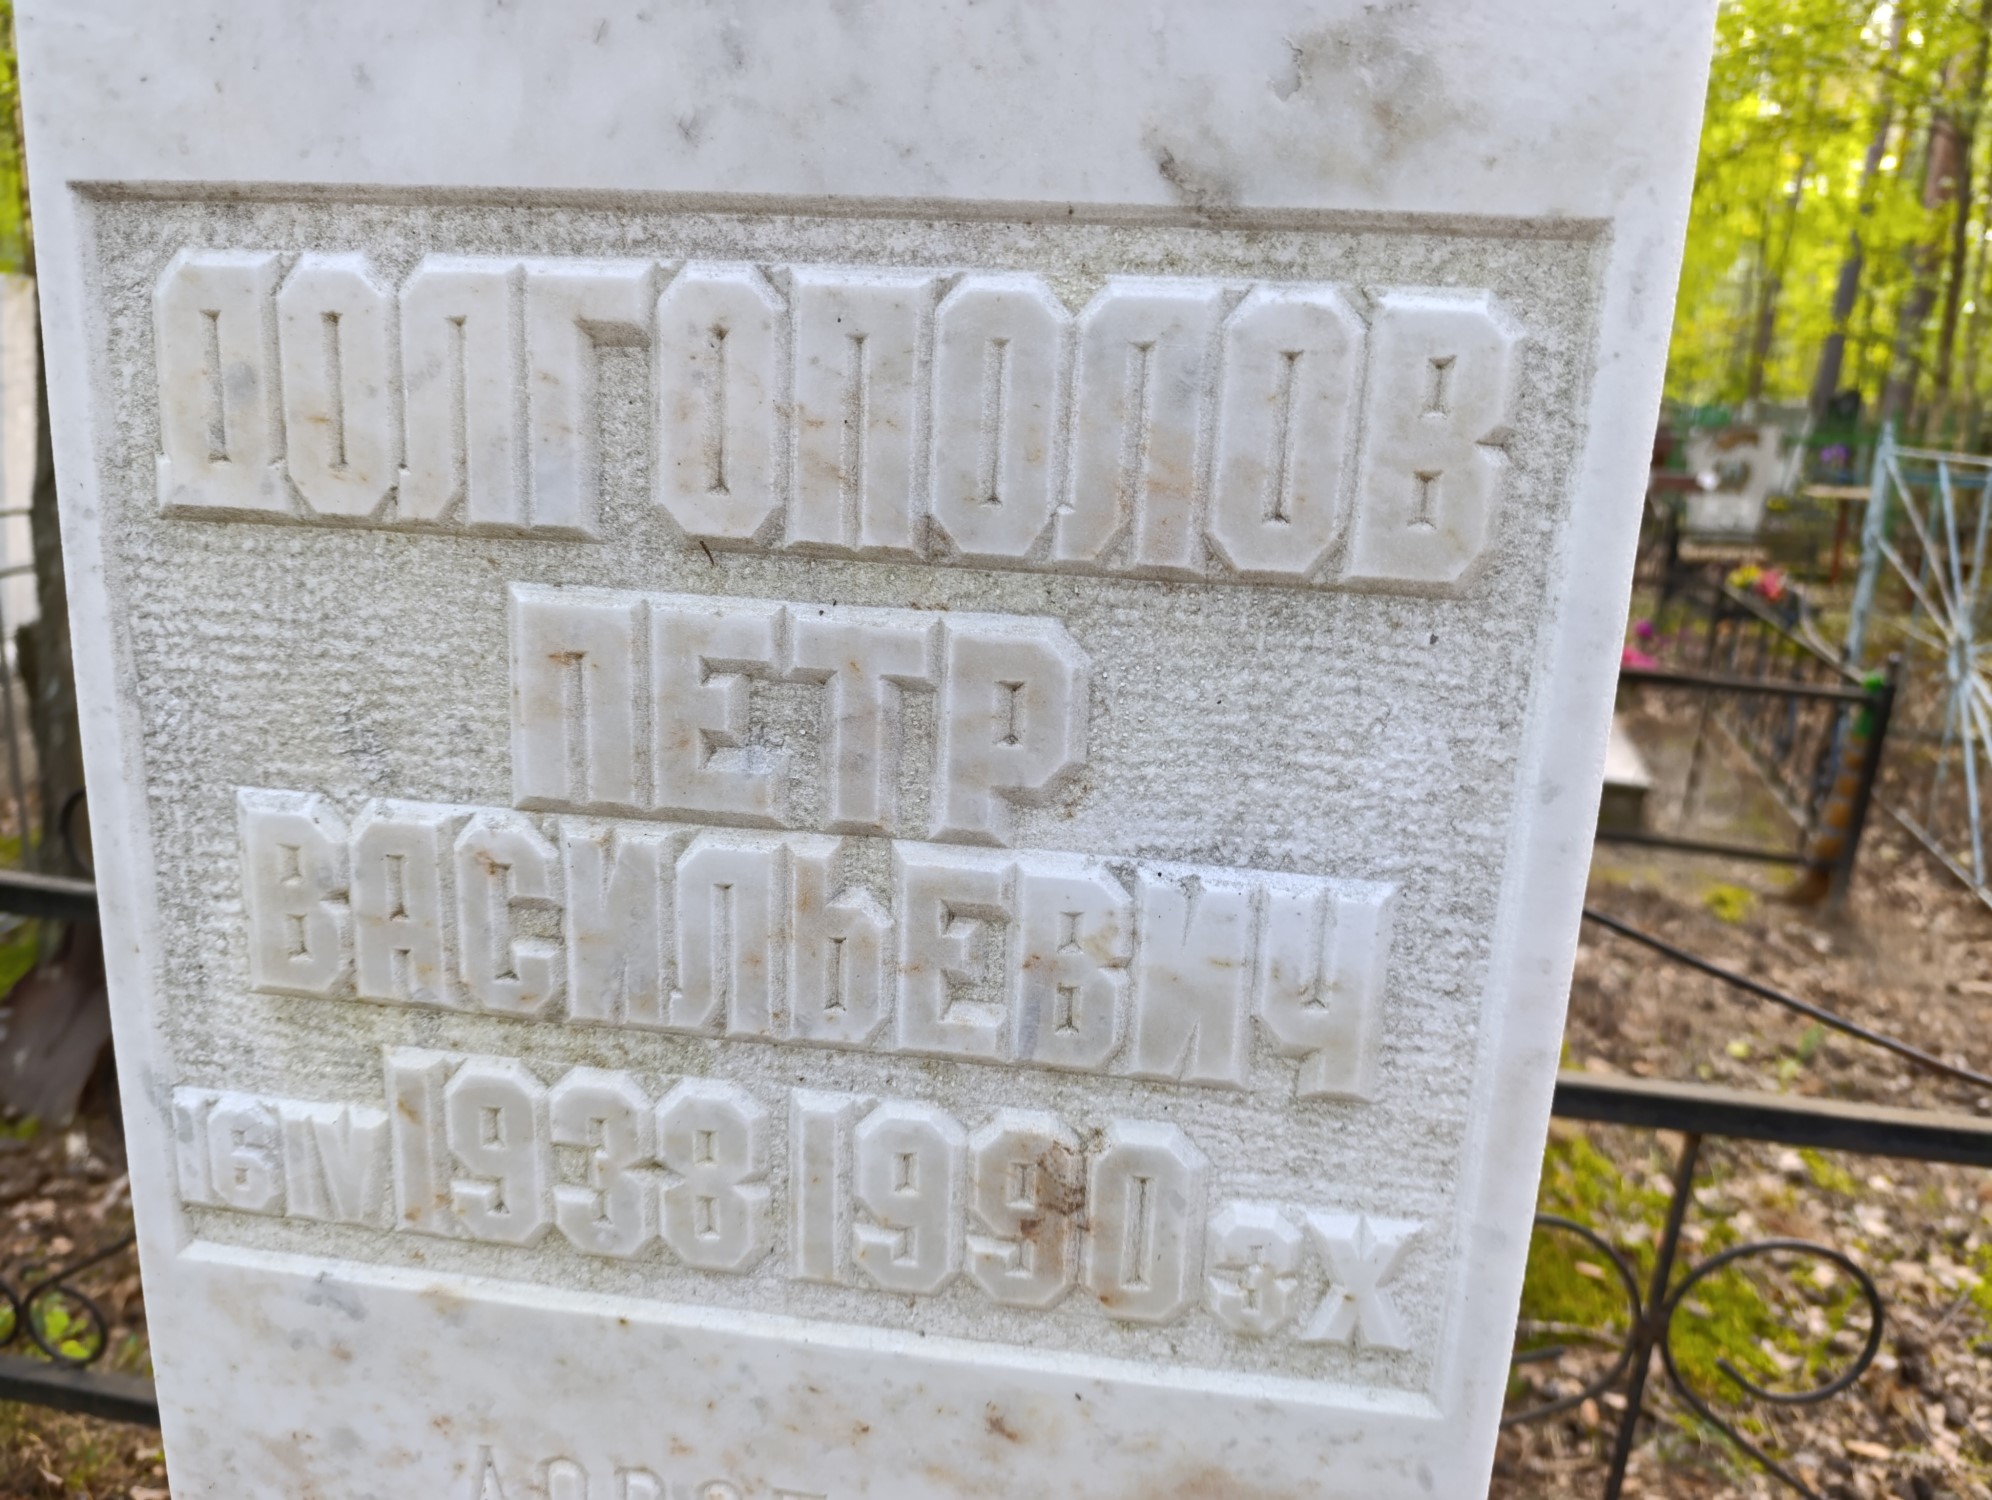 ДОЛГОПОЛОВ
ПЕТР
ВАСИЛЬЕВИЧ
16 IV 1938 1990 3 X